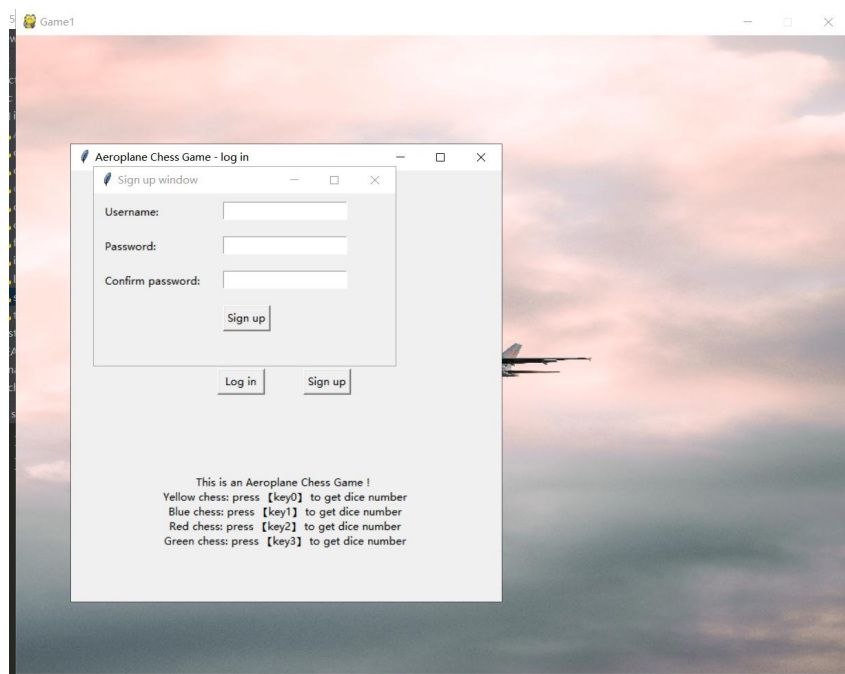 Game1
Aeroplane Chess Game - log in
Sign up window
Username:
Password:
Confirm password:
Sign up
Log in
Sign up
This is an Aeroplane Chess Game !
Yellow chess: press 【key0】 to get dice number
Blue chess: press 【key1】 to get dice number
Red chess: press 【key2】 to get dice number
Green chess: press 【key3】 to get dice number